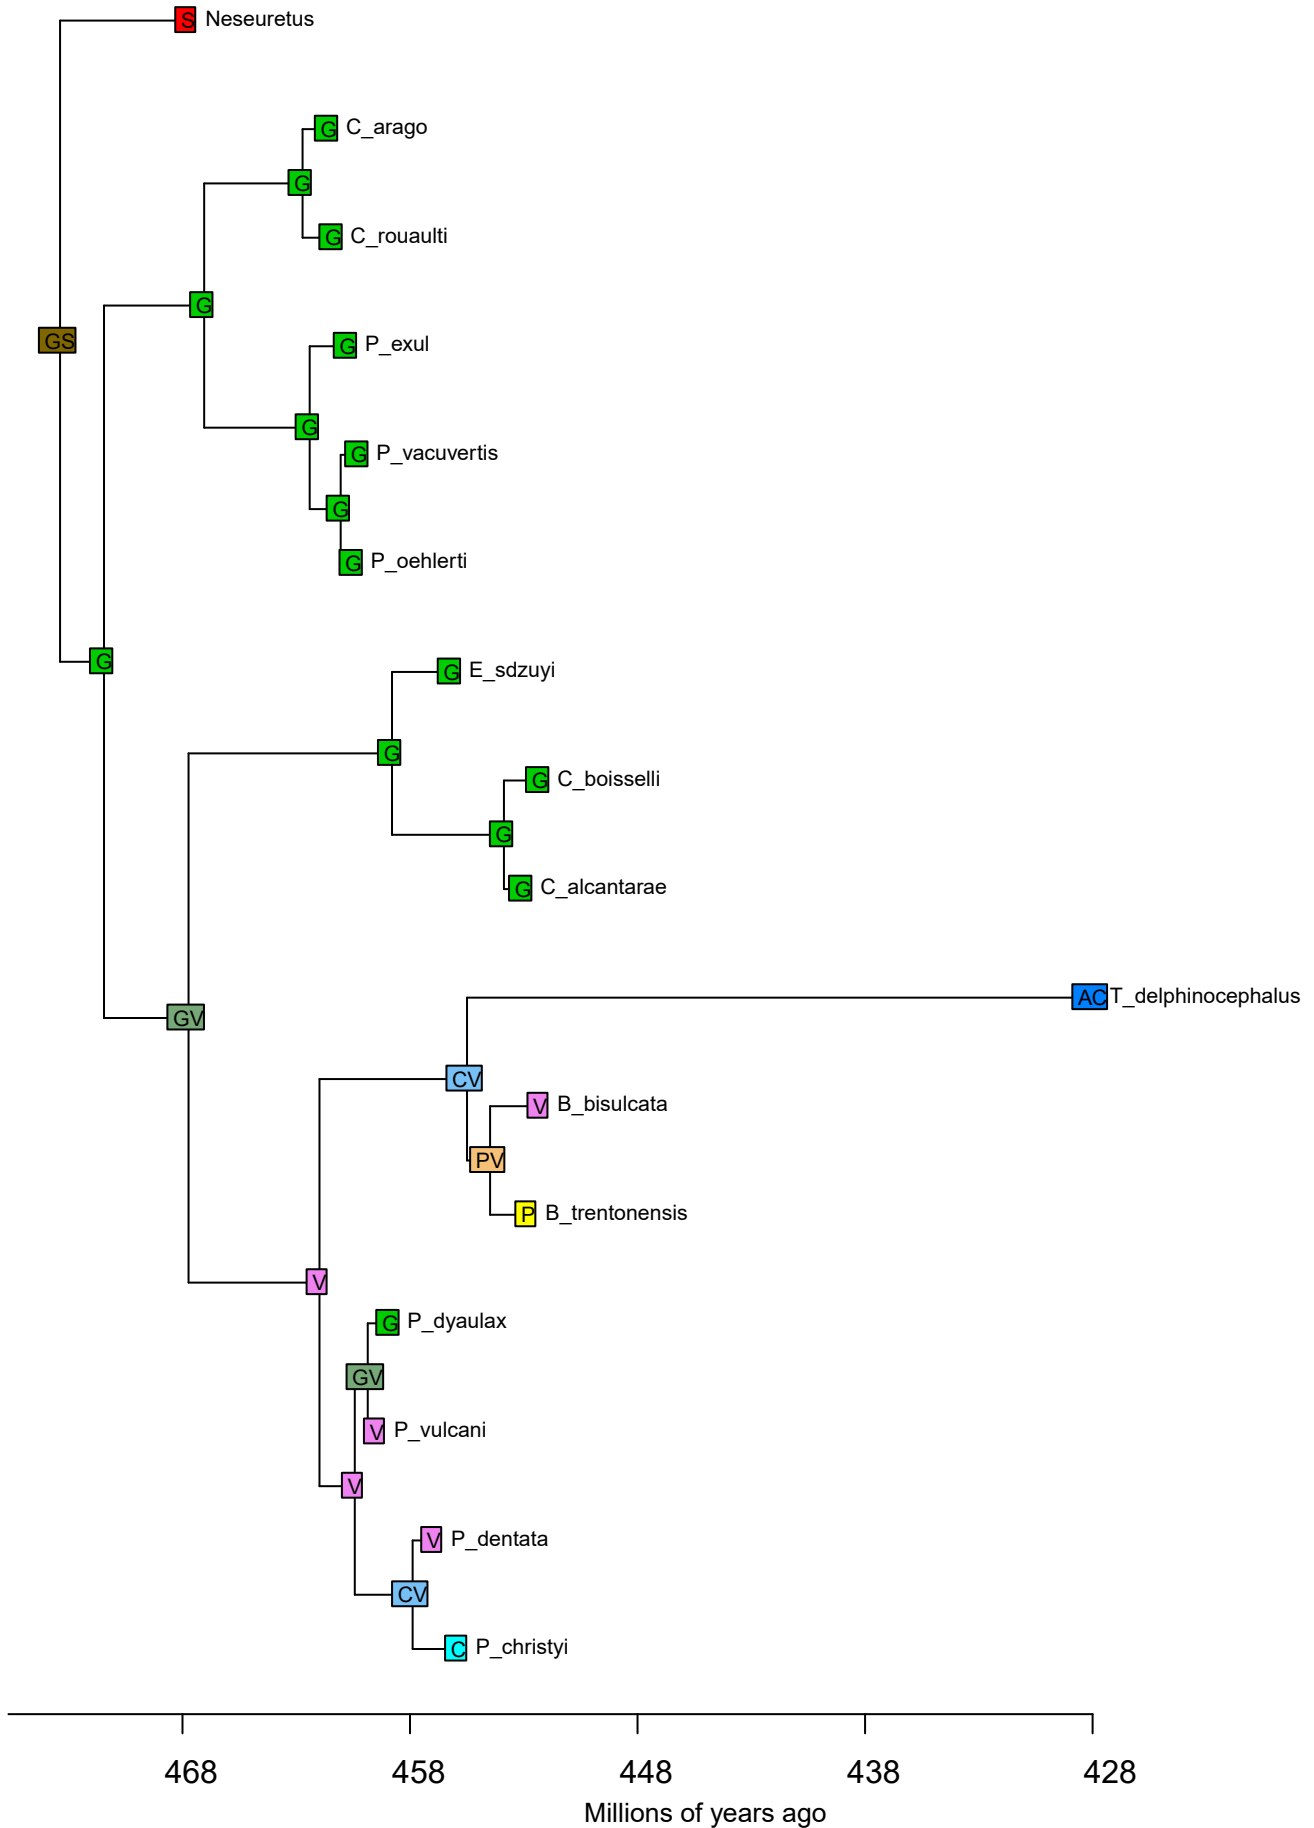 S Neseuretus
G C_arago
G
G C_rouaulti
G
GS
G P_exul
G
G P_vacuvertis
G
G P_oehlerti
G
G E_sdzuyi
G
G C_boisselli
G
G C_alcantarae
AC T_delphinocephalus
GV
CV
V B_bisulcata
PV
P B_trentonensis
V
G P_dyaulax
GV
V P_vulcani
V
V P_dentata
CV
C P_christyi
468 458 448 438 428
Millions of years ago